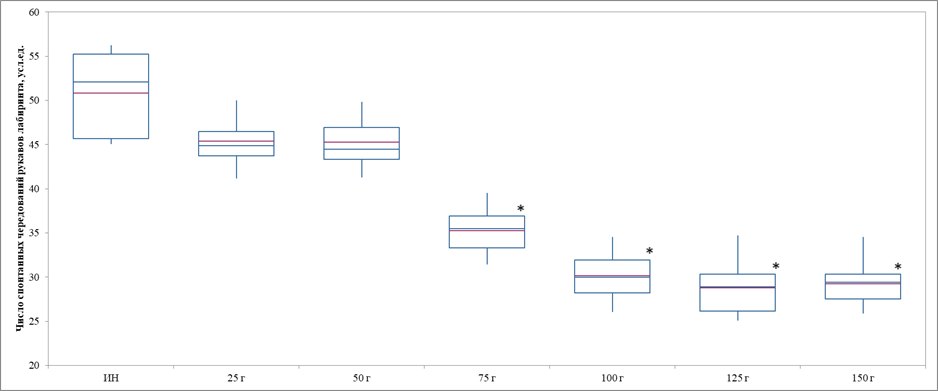 Число спонтанных чередований рукавов лабиринта, усл.ед.
60
55
50
45
40
35
30
25
20
*
*
*
*
ИН
25 г
50 г
75 г
100 г
125 г
150 г